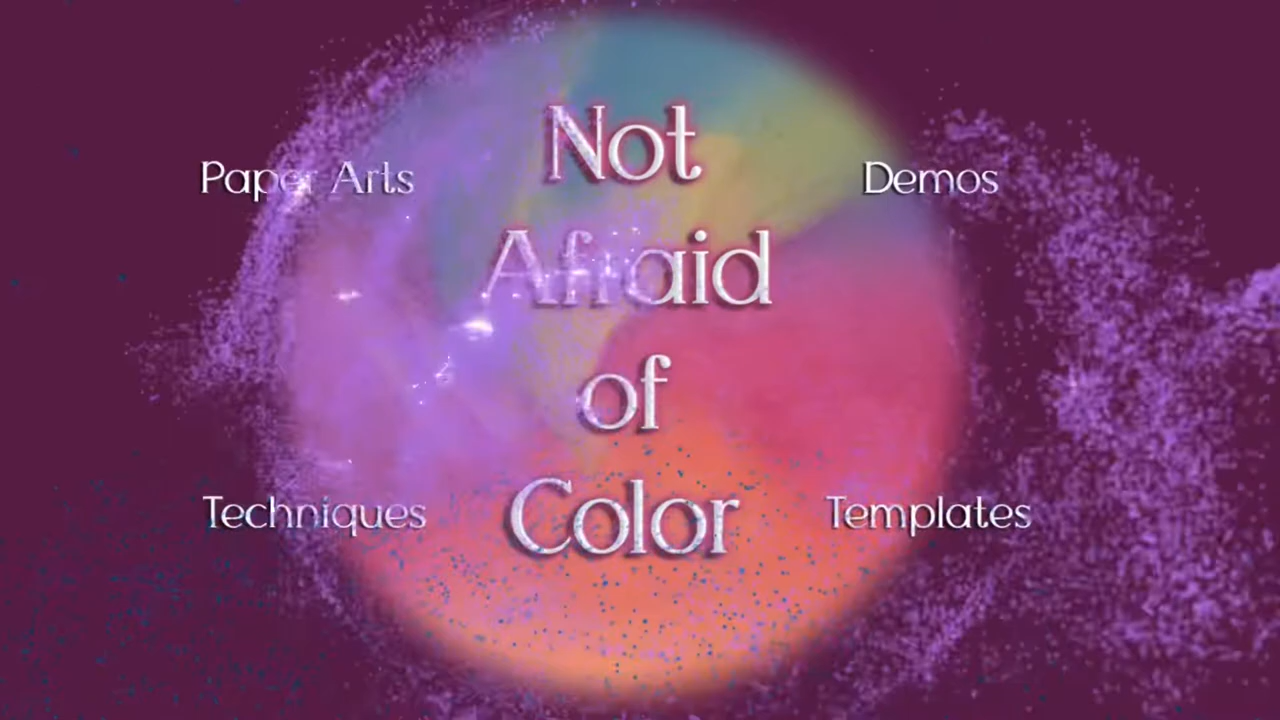 Not
Paper Arts
Demos
Afraid
of
Techniques
Color
Templates